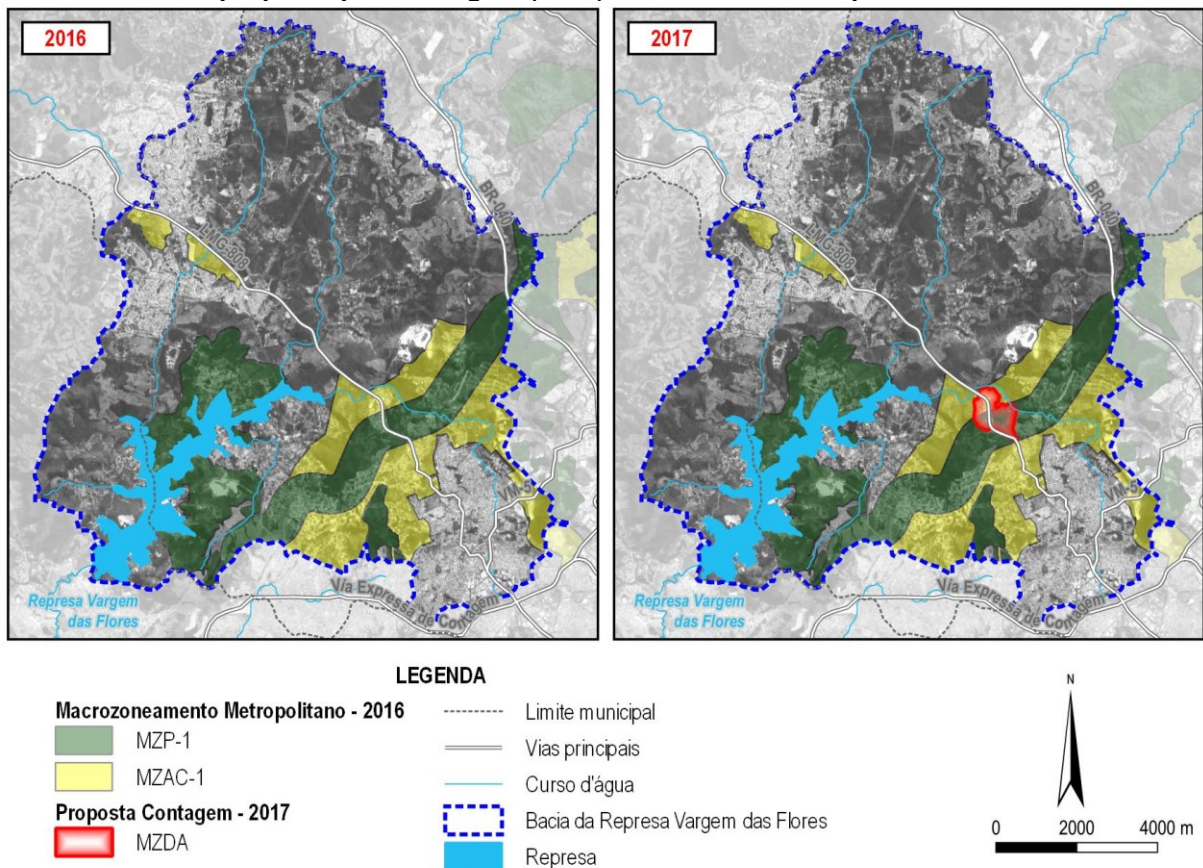 2016
2017
BR-040
LMG-808
BR-040
LMG-808
Via Expressa de Contagem
Represa Vargem
das Flores
Via Expressa de Contagem
Represa Vargem
das Flores
LEGENDA
Macrozoneamento Metropolitano - 2016
MZP-1
MZAC-1
Proposta Contagem - 2017
MZDA
Limite municipal
Vias principais
Curso d'água
Bacia da Represa Vargem das Flores
Represa
N
0 2000 4000 m